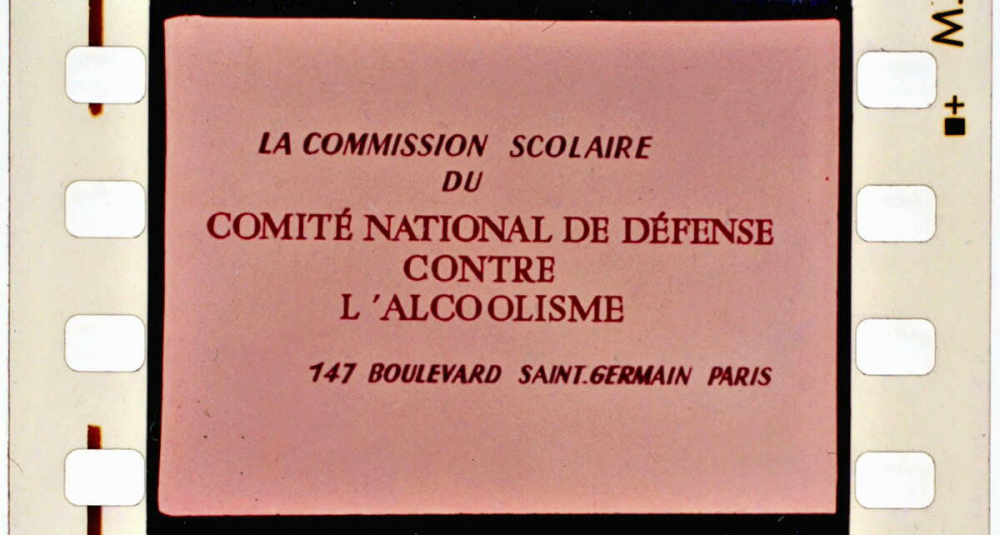 LA COMMISSION SCOLAIRE
DU
COMITÉ NATIONAL DE DÉFENSE
CONTRE
L'ALCOOLISME
147 BOULEVARD SAINT.GERMAIN PARIS